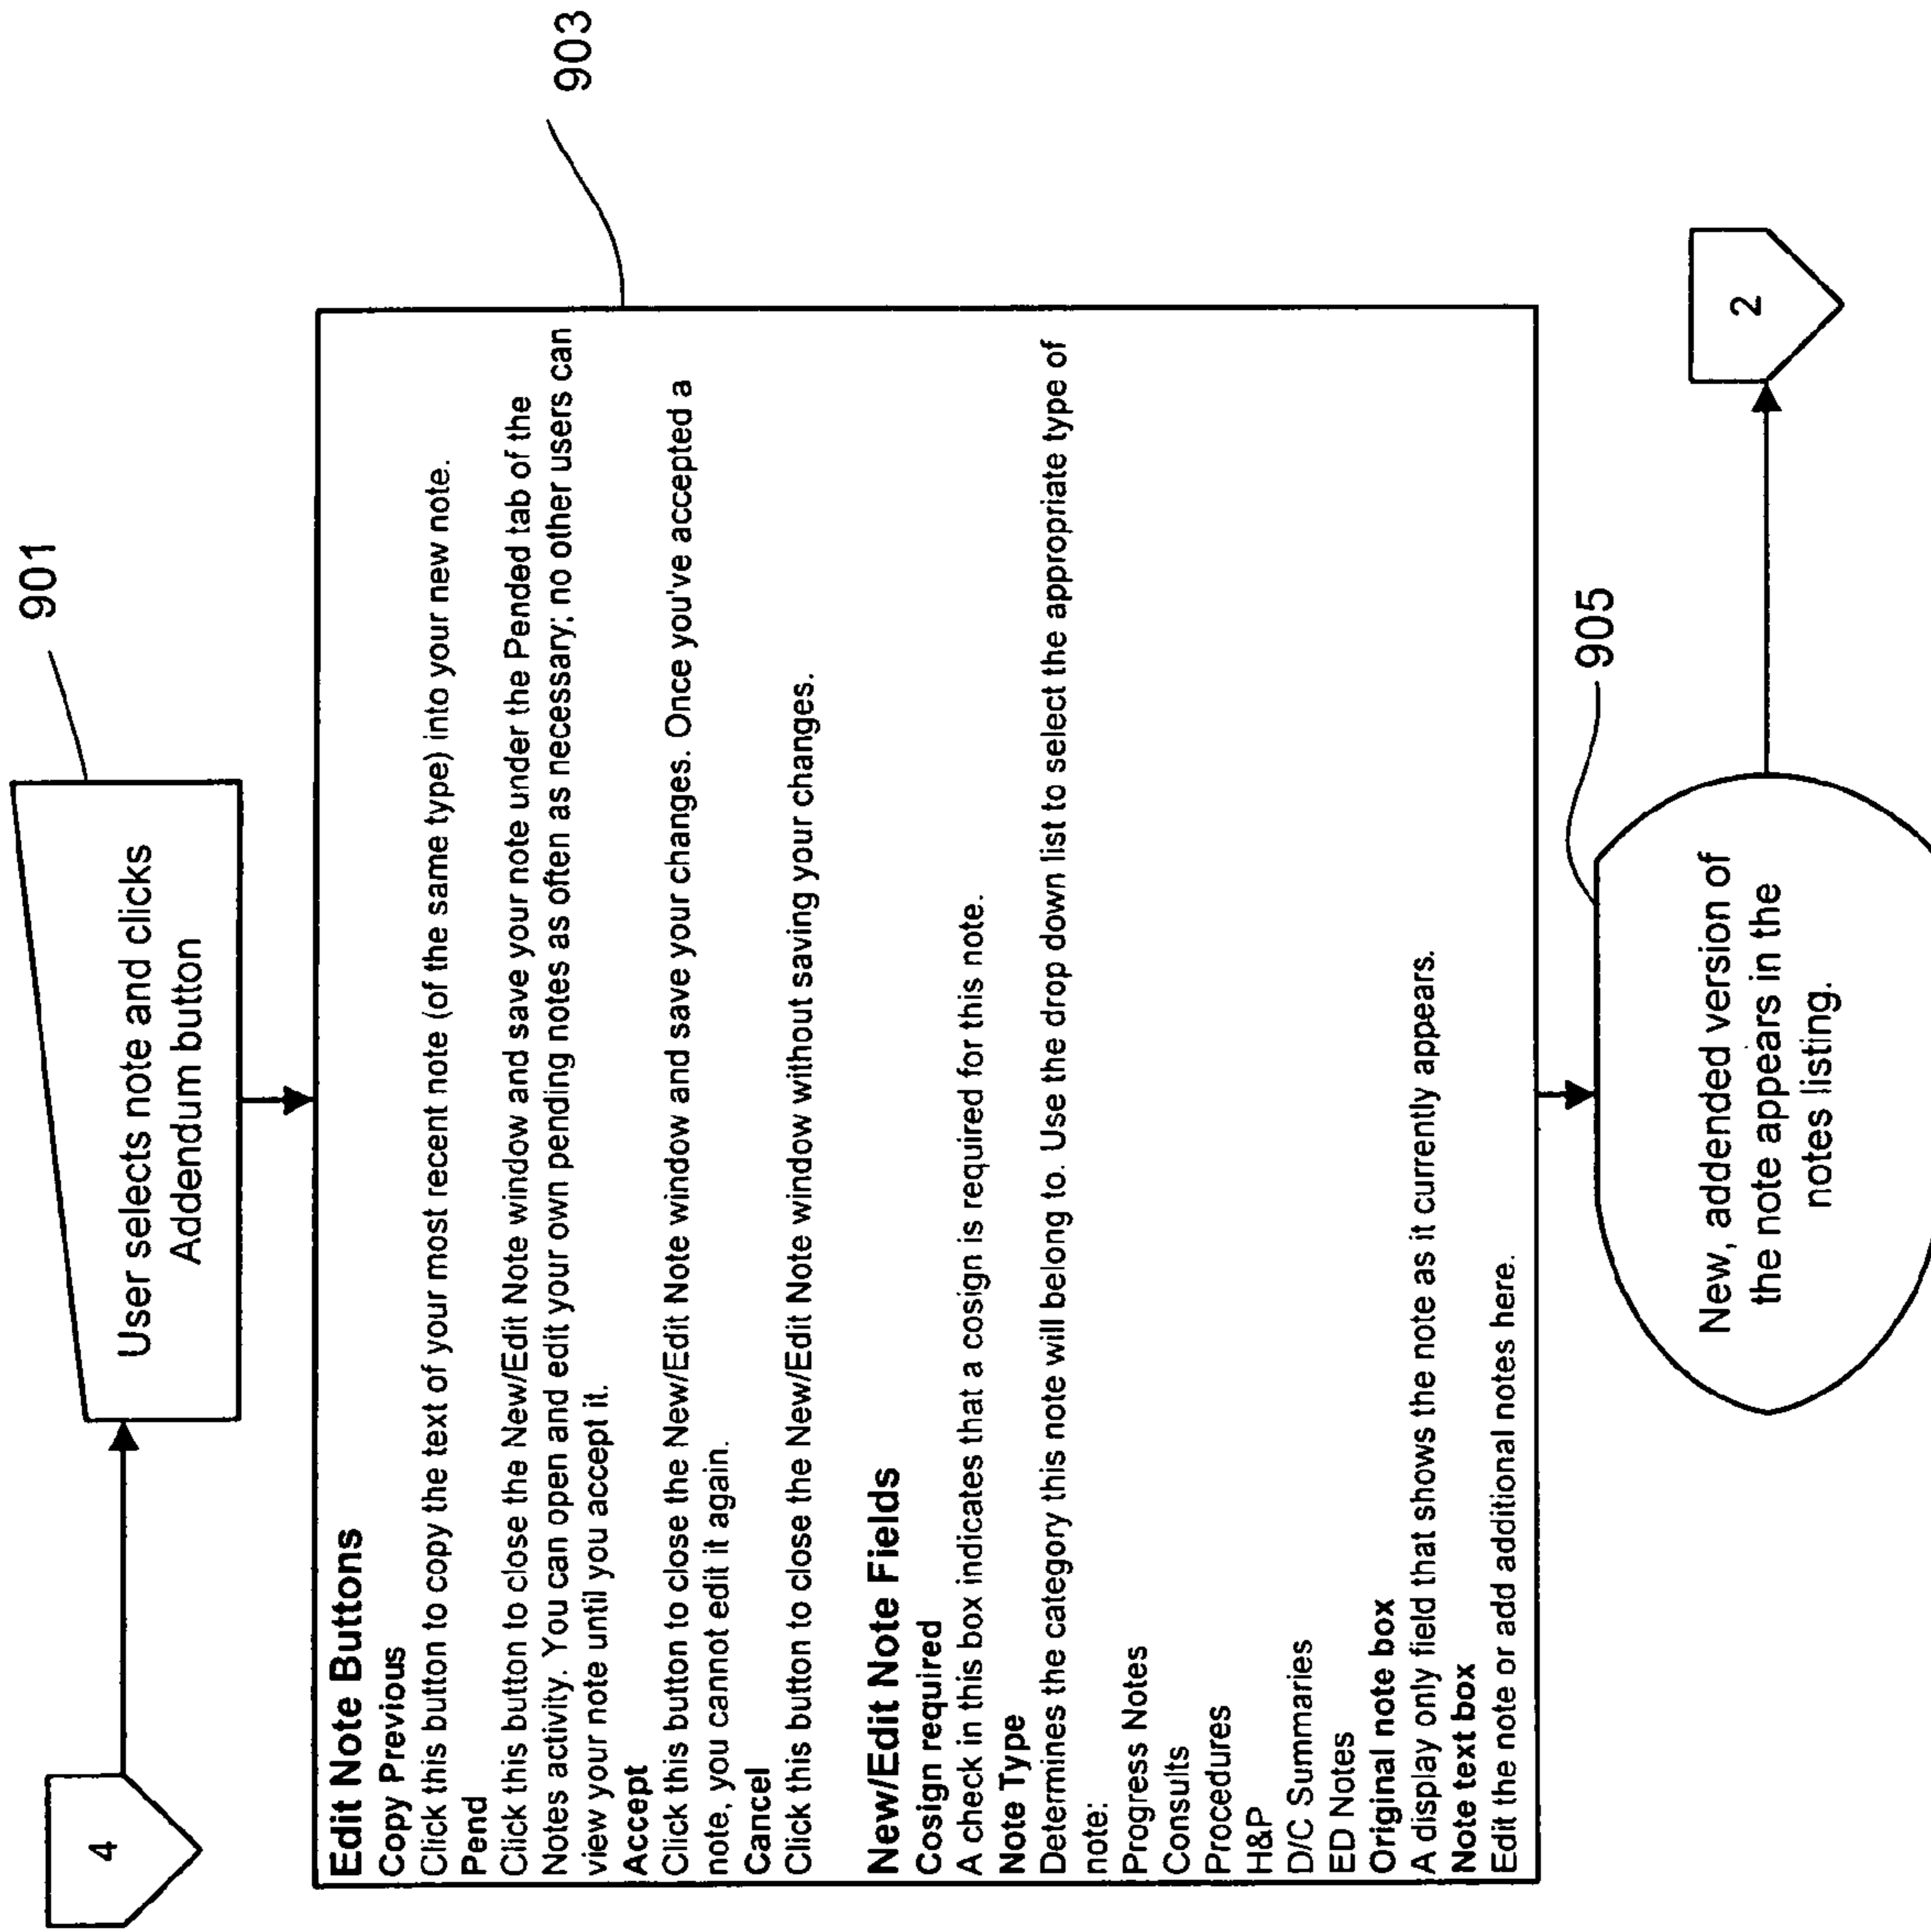 4
User selects note and clicks
Addendum button
901
Edit Note Buttons
Copy Previous
Click this button to copy the text of your most recent note (of the same type) into your new note.
Pend
Click this button to close the New/Edit Note window and save your note under the Pended tab of the
Notes activity. You can open and edit your own pending notes as often as necessary; no other users can
view your note until you accept it.
Accept
Click this button to close the New/Edit Note window and save your changes. Once you've accepted a
note, you cannot edit it again.
Cancel
Click this button to close the New/Edit Note window without saving your changes.
New/Edit Note Fields
Cosign required
A check in this box indicates that a cosign is required for this note.
Note Type
Determines the category this note will belong to. Use the drop down list to select the appropriate type of
note:
Progress Notes
Consults
Procedures
H&P
D/C Summaries
ED Notes
Original note box
A display only field that shows the note as it currently appears.
Note text box
Edit the note or add additional notes here.
903
905
New, addended version of
the note appears in the
notes listing.
2